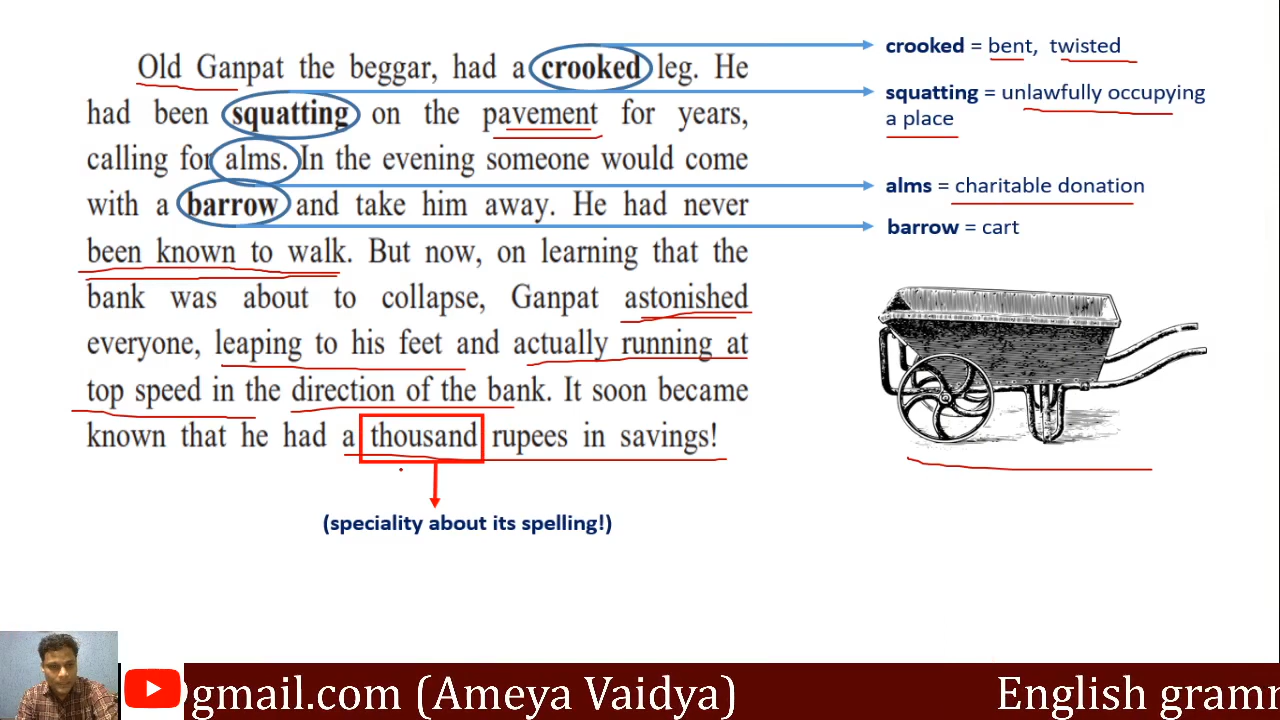 Old Ganpat the beggar, had a crooked leg. He
had been squatting on the pavement for years,
calling for alms. In the evening someone would come
with a barrow and take him away. He had never
been known to walk. But now, on learning that the
bank was about to collapse, Ganpat astonished
everyone, leaping to his feet and actually running at
top speed in the direction of the bank. It soon became
known that he had a thousand rupees in savings!
(speciality about its spelling!)
crooked = bent, twisted
squatting = unlawfully occupying
a place
alms = charitable donation
barrow = cart
@gmail.com (Ameya Vaidya) English gramm